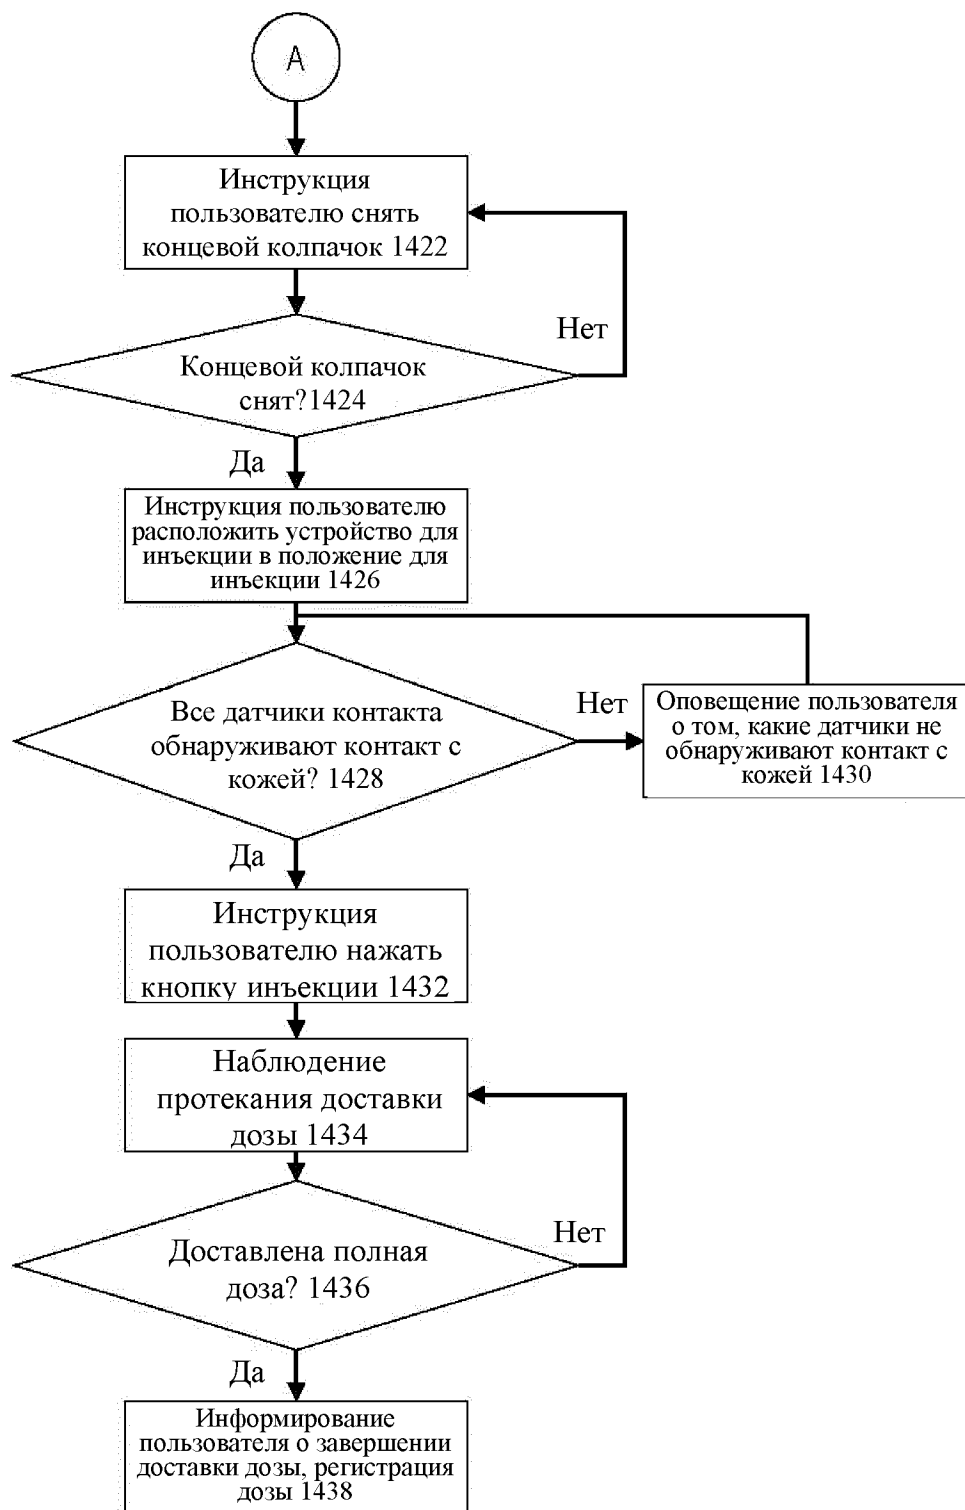 А
Инструкция
пользователю снять
концевой колпачок 1422
Нет
Концевой колпачок
снят?1424
Да
Инструкция пользователю
расположить устройство для
инъекции в положение для
инъекции 1426
Все датчики контакта
обнаруживают контакт с
кожей? 1428
Нет
Оповещение пользователя
о том, какие датчики не
обнаруживают контакт с
кожей 1430
Да
Инструкция
пользователю нажать
кнопку инъекции 1432
Наблюдение
протекания доставки
дозы 1434
Нет
Доставлена полная
доза? 1436
Да
Информирование
пользователя о завершении
доставки дозы, регистрация
дозы 1438